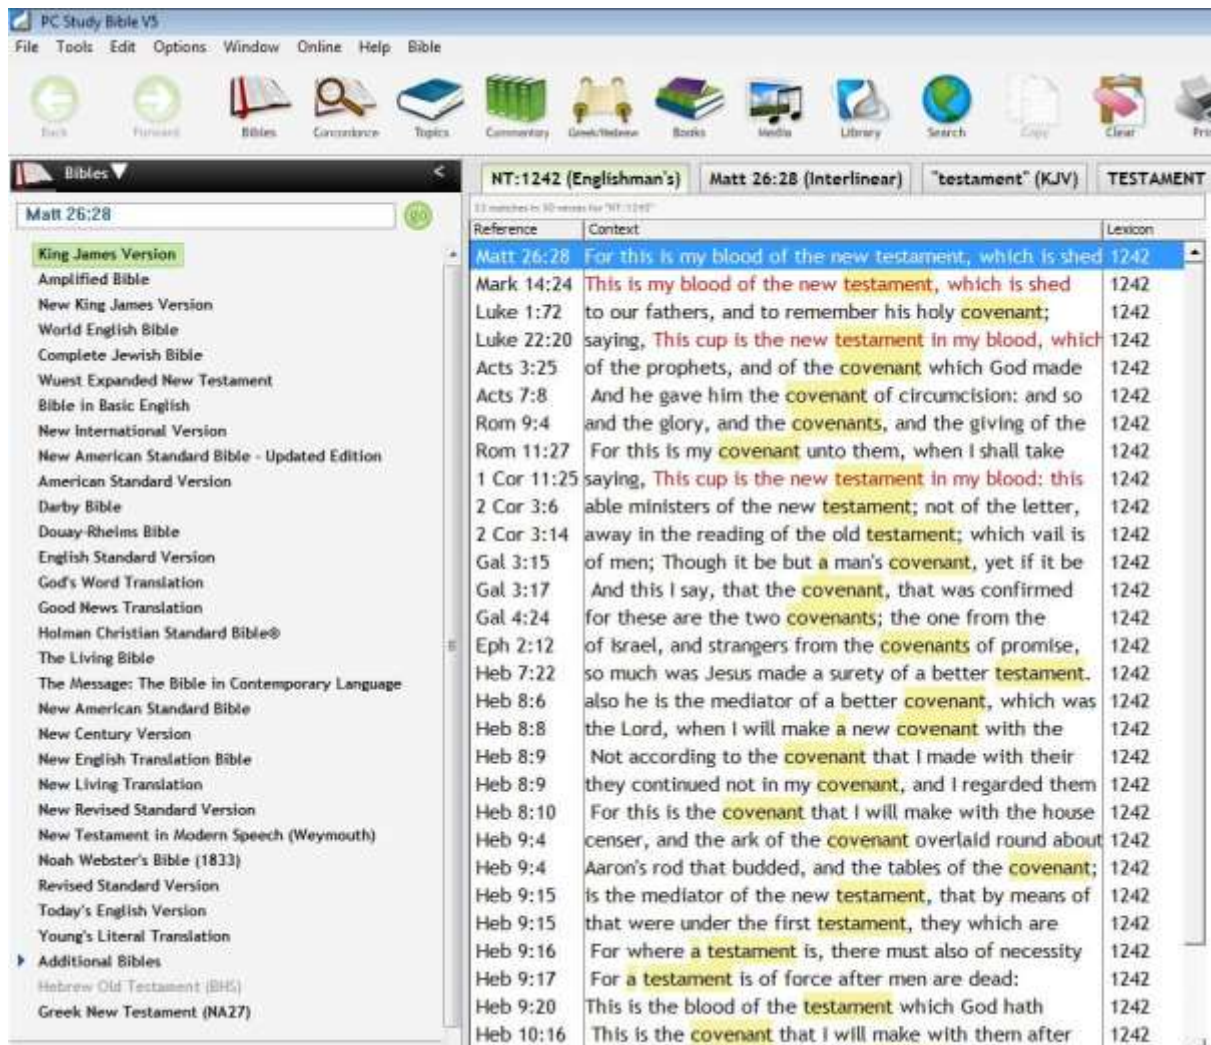 PC Study Bible V5
File Tools Edit Options Window Online Help Bible
Back Forward Bibles Concordance Topics Commentary Greek/Hebrew Books Media Library Search Copy Clear
Bibles <
Matt 26:28
King James Version
Amplified Bible
New King James Version
World English Bible
Complete Jewish Bible
Wuest Expanded New Testament
Bible in Basic English
New International Version
New American Standard Bible - Updated Edition
American Standard Version
Darby Bible
Douay-Rheims Bible
English Standard Version
God's Word Translation
Good News Translation
Holman Christian Standard Bible®
The Living Bible
The Message: The Bible in Contemporary Language
New American Standard Bible
New Century Version
New English Translation Bible
New Living Translation
New Revised Standard Version
New Testament in Modern Speech (Weymouth)
Noah Webster's Bible (1833)
Revised Standard Version
Today's English Version
Young's Literal Translation
Additional Bibles
Hebrew Old Testament (BHS)
Greek New Testament (NA27)
NT:1242 (Englishman's) Matt 26:28 (Interlinear) "testament" (KJV) TESTAMENT
matches in 30 verses for "NT:1242"
Reference Context Lexicon
Matt 26:28 For this is my blood of the new testament, which is shed 1242
Mark 14:24 This is my blood of the new testament, which is shed 1242
Luke 1:72 to our fathers, and to remember his holy covenant; 1242
Luke 22:20 saying, This cup is the new testament in my blood, which 1242
Acts 3:25 of the prophets, and of the covenant which God made 1242
Acts 7:8 And he gave him the covenant of circumcision: and so 1242
Rom 9:4 and the glory, and the covenants, and the giving of the 1242
Rom 11:27 For this is my covenant unto them, when I shall take 1242
1 Cor 11:25 saying, This cup is the new testament in my blood: this 1242
2 Cor 3:6 able ministers of the new testament; not of the letter, 1242
2 Cor 3:14 away in the reading of the old testament; which vail is 1242
Gal 3:15 of men; Though it be but a man's covenant, yet if it be 1242
Gal 3:17 And this I say, that the covenant, that was confirmed 1242
Gal 4:24 for these are the two covenants; the one from the 1242
Eph 2:12 of Israel, and strangers from the covenants of promise, 1242
Heb 7:22 so much was Jesus made a surety of a better testament. 1242
Heb 8:6 also he is the mediator of a better covenant, which was 1242
Heb 8:8 the Lord, when I will make a new covenant with the 1242
Heb 8:9 Not according to the covenant that I made with their 1242
Heb 8:9 they continued not in my covenant, and I regarded them 1242
Heb 8:10 For this is the covenant that I will make with the house 1242
Heb 9:4 censer, and the ark of the covenant overlaid round about 1242
Heb 9:4 Aaron's rod that budded, and the tables of the covenant; 1242
Heb 9:15 is the mediator of the new testament, that by means of 1242
Heb 9:15 that were under the first testament, they which are 1242
Heb 9:16 For where a testament is, there must also of necessity 1242
Heb 9:17 For a testament is of force after men are dead: 1242
Heb 9:20 This is the blood of the testament which God hath 1242
Heb 10:16 This is the covenant that I will make with them after 1242